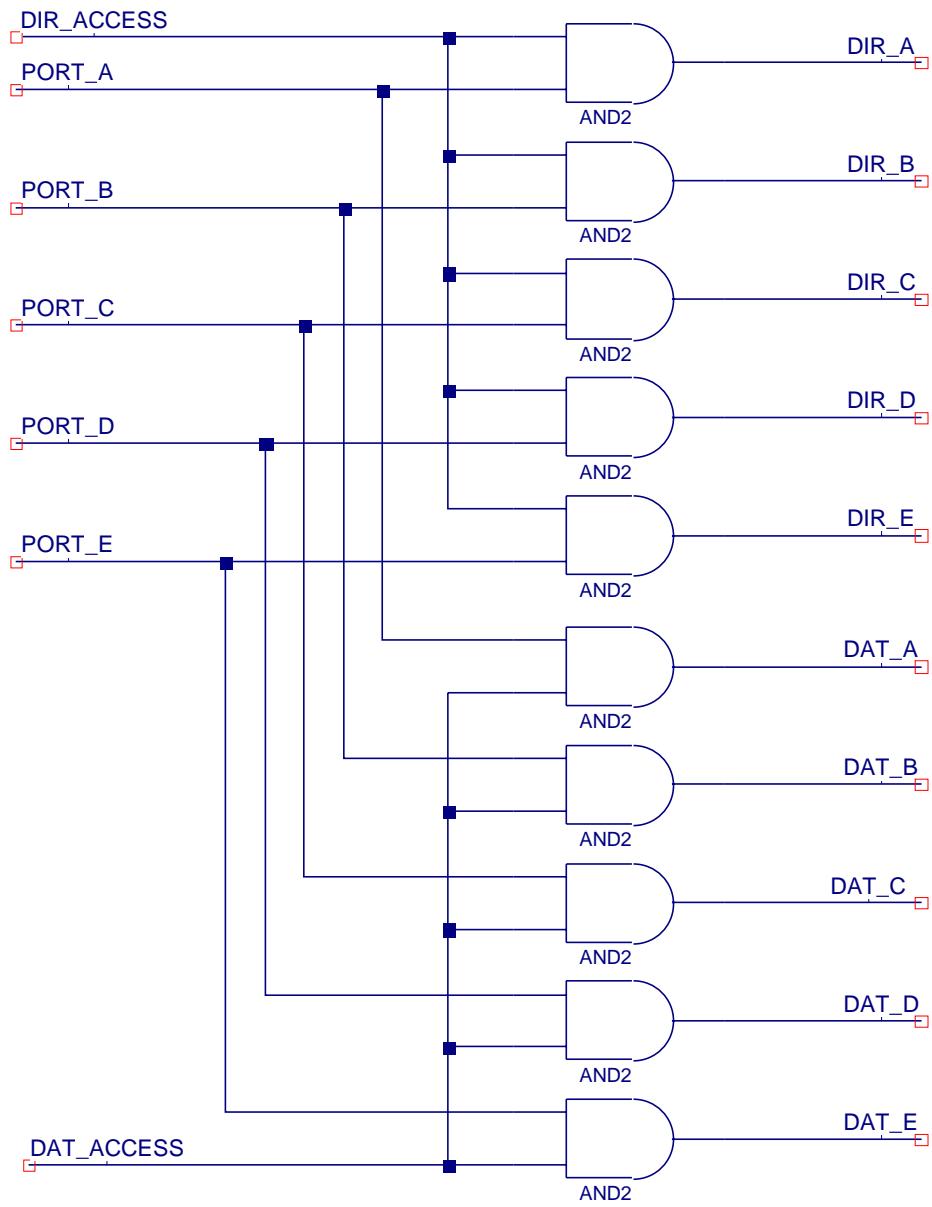 DIR_ACCESS
DIR_A
PORT_A
AND2
DIR_B
PORT_B
AND2
DIR_C
PORT_C
AND2
DIR_D
PORT_D
AND2
DIR_E
PORT_E
AND2
DAT_A
AND2
DAT_B
AND2
DAT_C
AND2
DAT_D
AND2
DAT_E
DAT_ACCESS
AND2